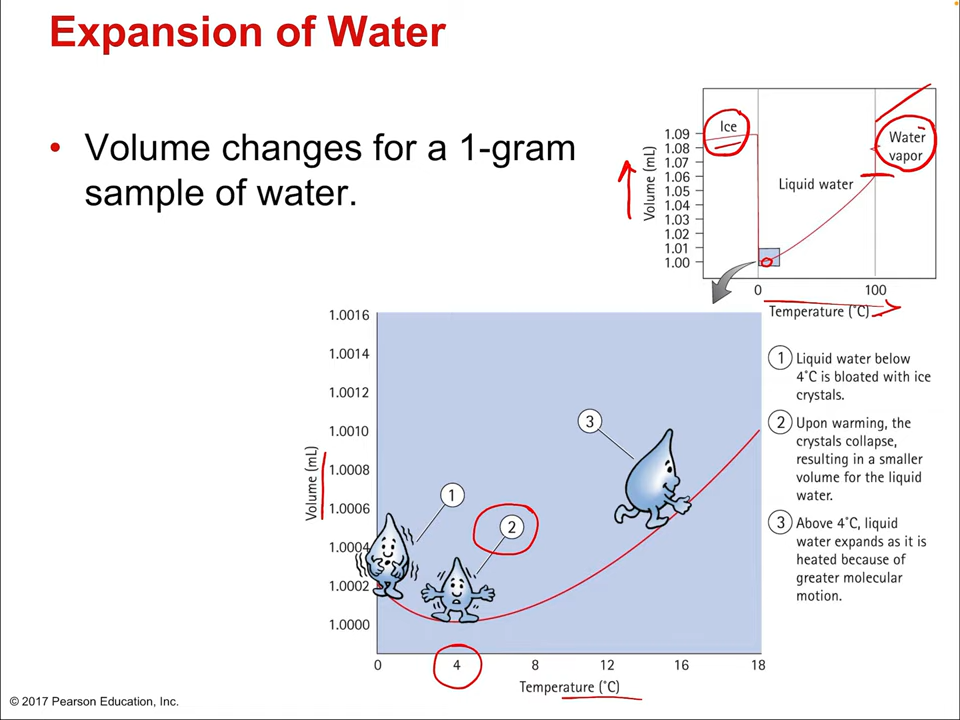 Expansion of Water
• Volume changes for a 1-gram
sample of water.
Ice
Water
vapor
Liquid water
Volume (mL)
1.09
1.08
1.07
1.06
1.05
1.04
1.03
1.02
1.01
1.00
0
100
Temperature (°C)
1.0016
1.0014
1.0012
1.0010
1.0008
1.0006
1.0004
1.0002
1.0000
Volume (mL)
1
2
3
0
4
8
12
16
18
Temperature (°C)
1 Liquid water below
4°C is bloated with ice
crystals.
2 Upon warming, the
crystals collapse,
resulting in a smaller
volume for the liquid
water.
3 Above 4°C, liquid
water expands as it is
heated because of
greater molecular
motion.
© 2017 Pearson Education, Inc.